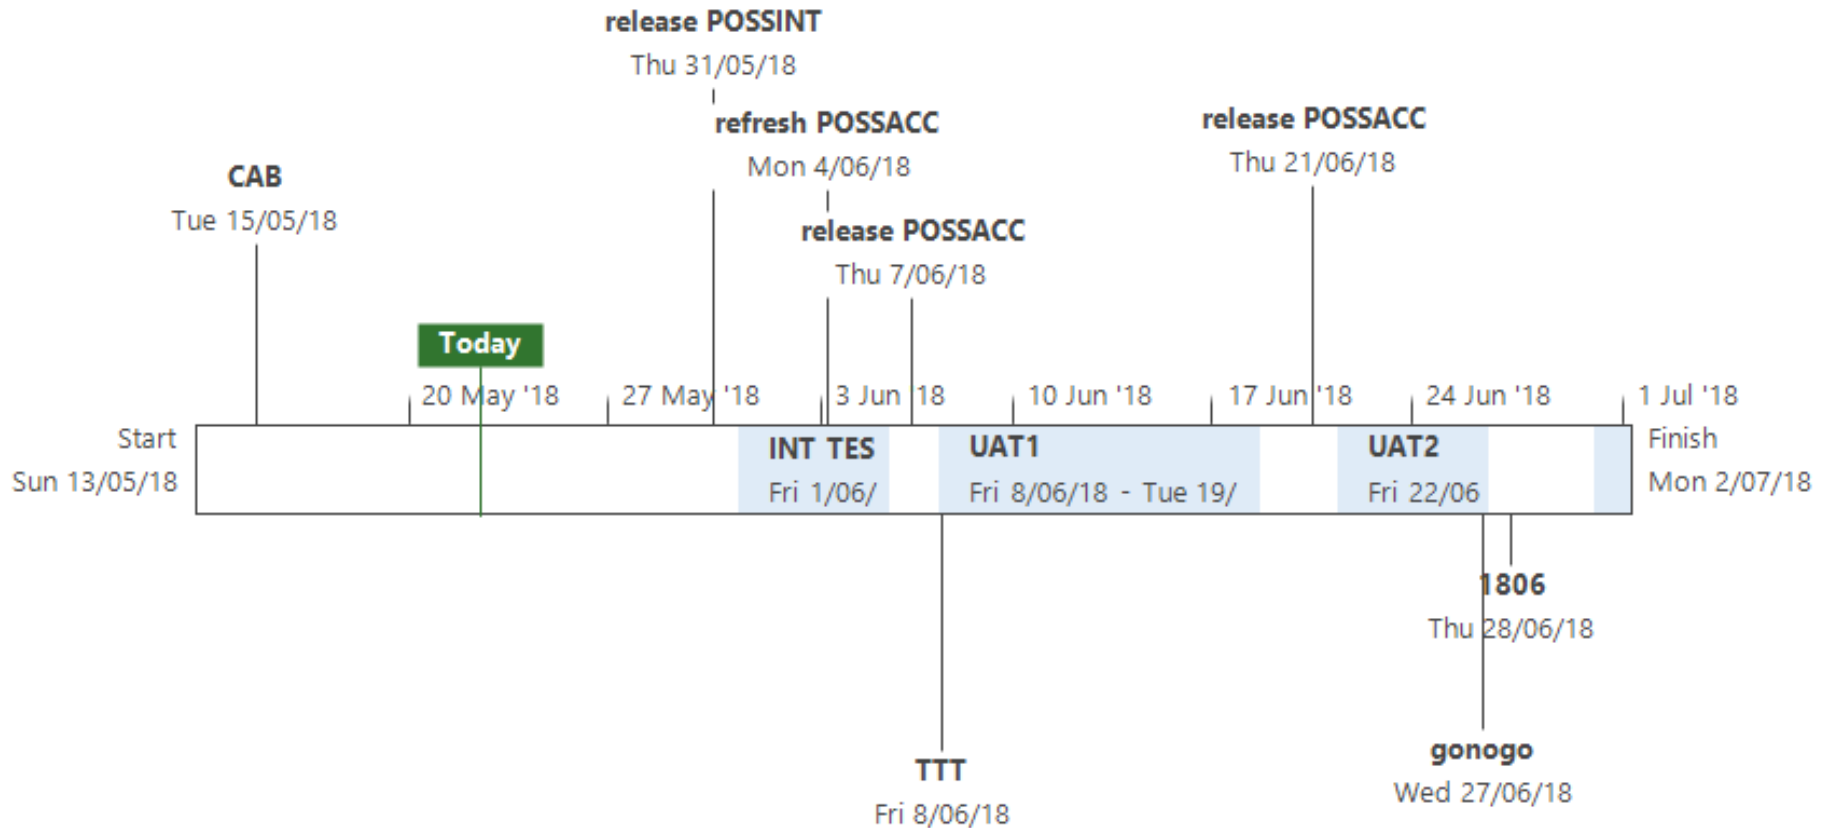 release POSSINT
Thu 31/05/18
refresh POSSACC
Mon 4/06/18
release POSSACC
Thu 21/06/18
CAB
Tue 15/05/18
release POSSACC
Thu 7/06/18
Today
20 May '18
27 May '18
3 Jun '18
10 Jun '18
17 Jun '18
24 Jun '18
1 Jul '18
Start
Sun 13/05/18
INT TES
Fri 1/06/
UAT1
Fri 8/06/18 - Tue 19/
UAT2
Fri 22/06
Finish
Mon 2/07/18
1806
Thu 28/06/18
gonogo
Wed 27/06/18
TTT
Fri 8/06/18